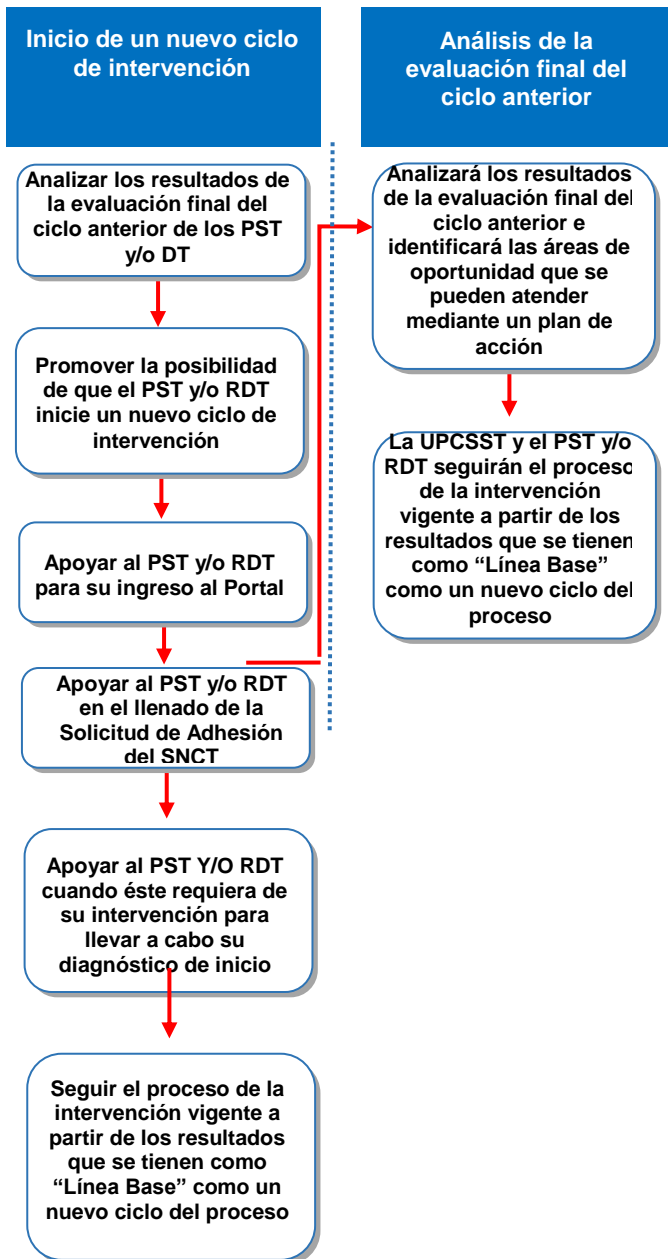 Inicio de un nuevo ciclo
de intervención
Analizar los resultados de
la evaluación final del
ciclo anterior de los PST
y/o DT
Promover la posibilidad
de que el PST y/o RDT
inicie un nuevo ciclo de
intervención
Apoyar al PST y/o RDT
para su ingreso al Portal
Apoyar al PST y/o RDT
en el llenado de la
Solicitud de Adhesión
del SNCT
Apoyar al PST Y/O RDT
cuando éste requiera de
su intervención para
llevar a cabo su
diagnóstico de inicio
Seguir el proceso de la
intervención vigente a
partir de los resultados
que se tienen como
“Línea Base” como un
nuevo ciclo del proceso
Análisis de la
evaluación final del
ciclo anterior
Analizará los resultados
de la evaluación final del
ciclo anterior e
identificará las áreas de
oportunidad que se
pueden atender
mediante un plan de
acción
La UPCSST y el PST y/o
RDT seguirán el proceso
de la intervención
vigente a partir de los
resultados que se tienen
como “Línea Base”
como un nuevo ciclo del
proceso